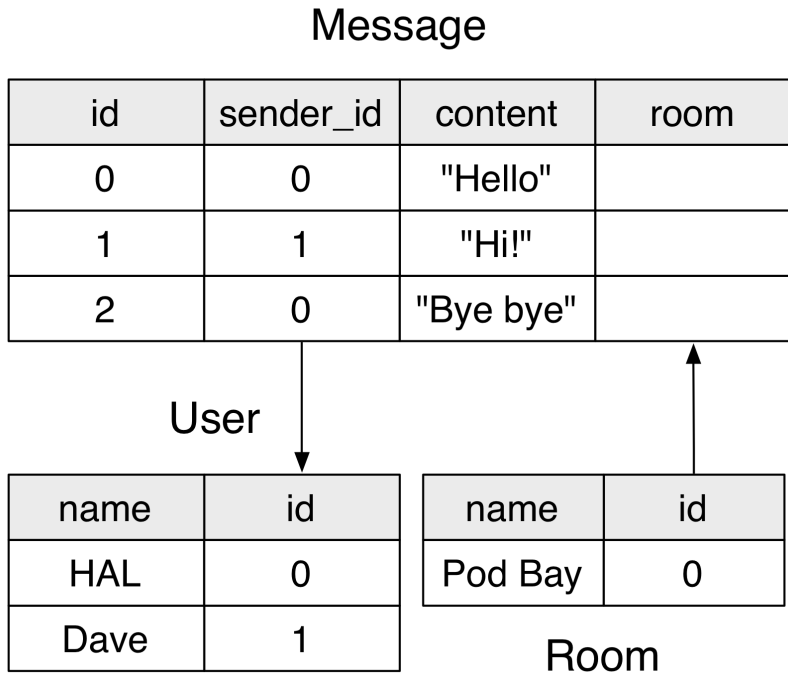 Message
id sender_id content room
0 0 "Hello"
1 1 "Hi!"
2 0 "Bye bye"
User
name id
HAL 0
Dave 1
name id
Pod Bay 0
Room